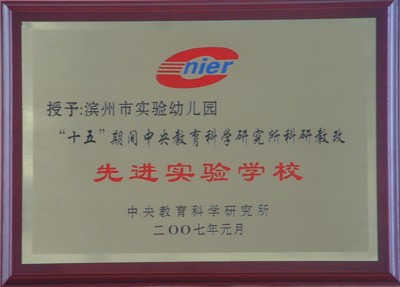 cnier
授予:滨州市实验幼儿园
“十五”期间中央教育科学研究所科研教改
先进实验学校
中央教育科学研究所
二〇〇七年元月